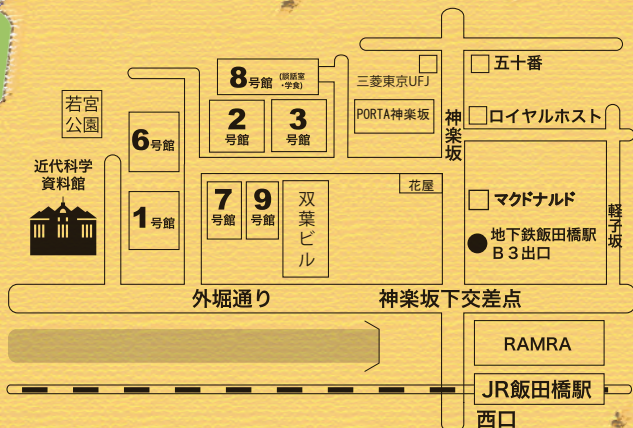 五十番
8号館
(談話室
・学食)
三菱東京UFJ
若宮
公園
2
号館
3
号館
PORTA神楽坂
ロイヤルホスト
神楽坂
6号館
近代科学
資料館
7
号館
9
号館
双葉ビル
花屋
マクドナルド
軽子坂
1号館
地下鉄飯田橋駅
B3出口
外堀通り
神楽坂下交差点
RAMRA
JR飯田橋駅
西口